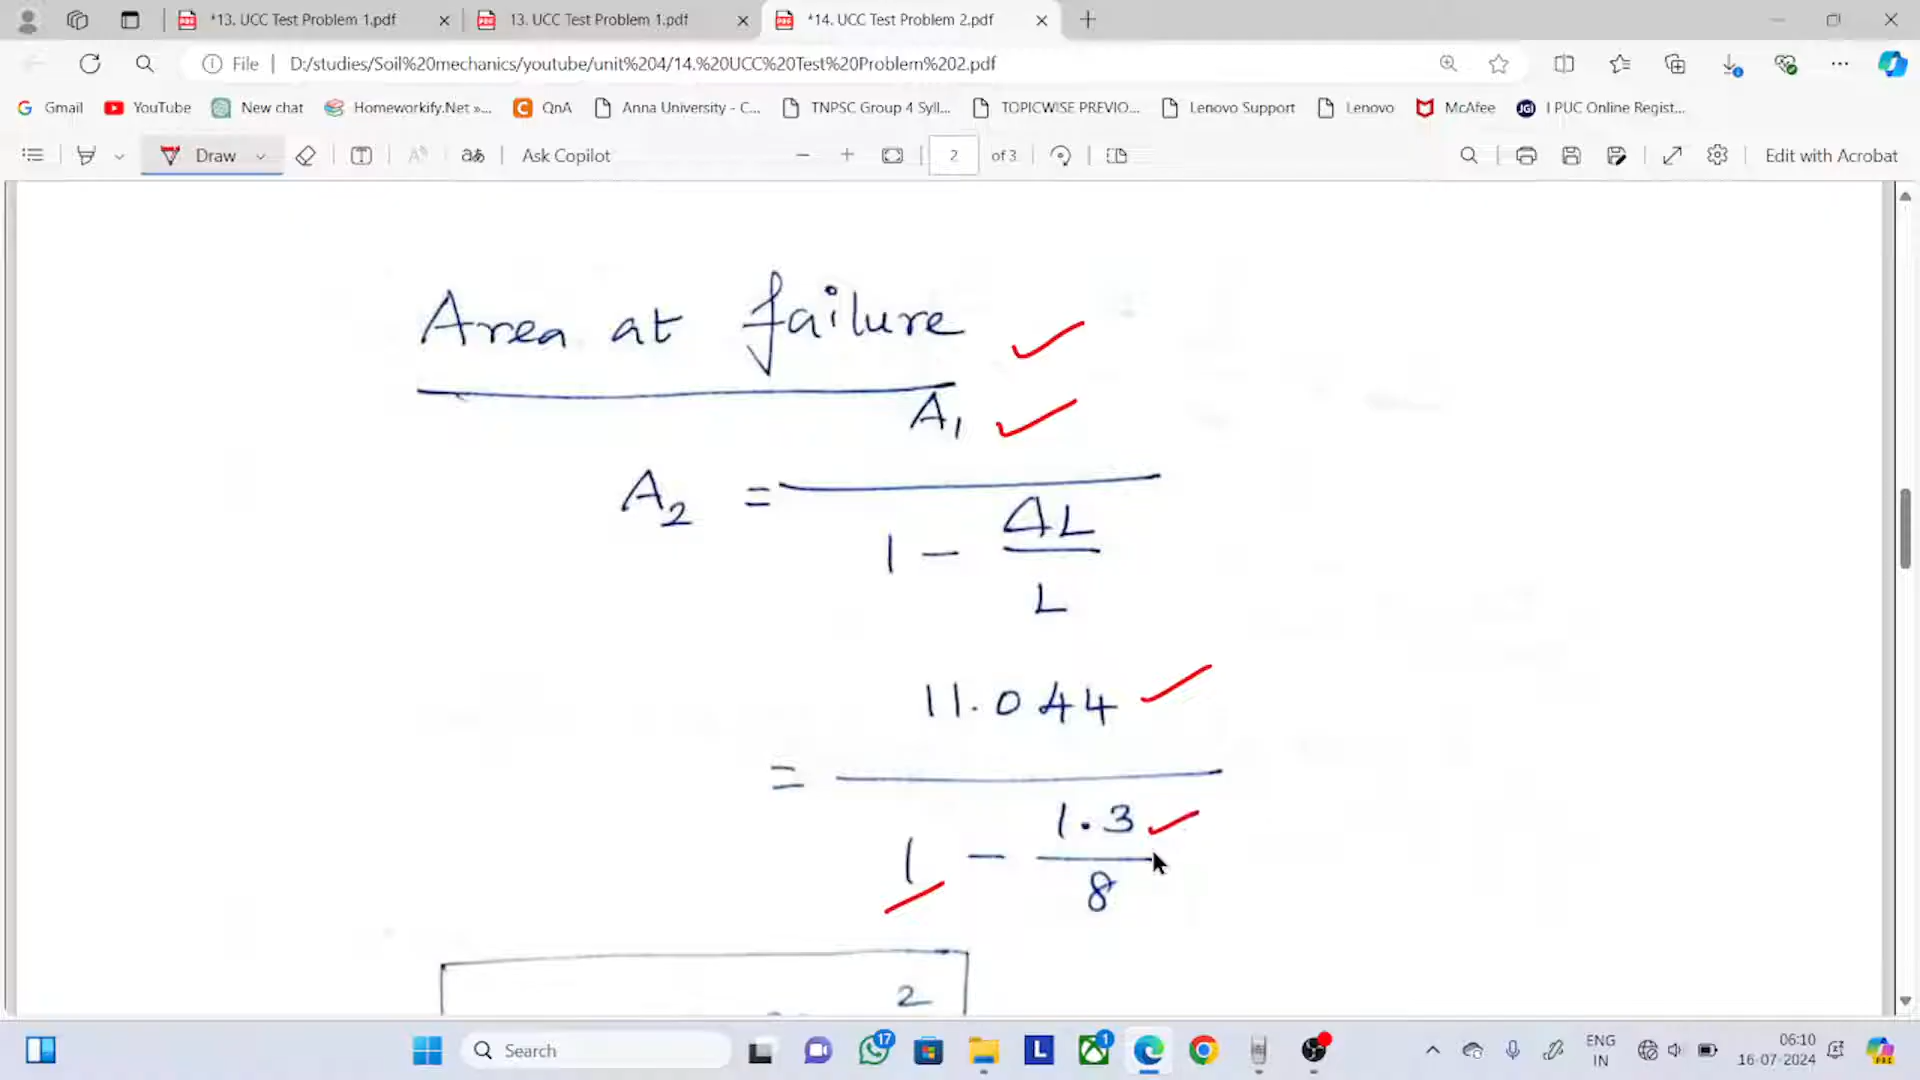 *13. UCC Test Problem 1.pdf
13. UCC Test Problem 1.pdf
*14. UCC Test Problem 2.pdf
File
D:/studies/Soil%20mechanics/youtube/unit%204/14.%20UCC%20Test%20Problem%202.pdf
Gmail
YouTube
New chat
Homeworkify.Net »...
QnA
Anna University - C...
TNPSC Group 4 Syll...
TOPICWISE PREVIO...
Lenovo Support
Lenovo
McAfee
I PUC Online Regist...
Draw
aあ
Ask Copilot
2
of 3
Edit with Acrobat
Area at failure
A₁
A₂ =
1 - ΔL
L
11.044
=
1 - 1.3
8
2
Search
17
1
ENG
IN
06:10
16-07-2024